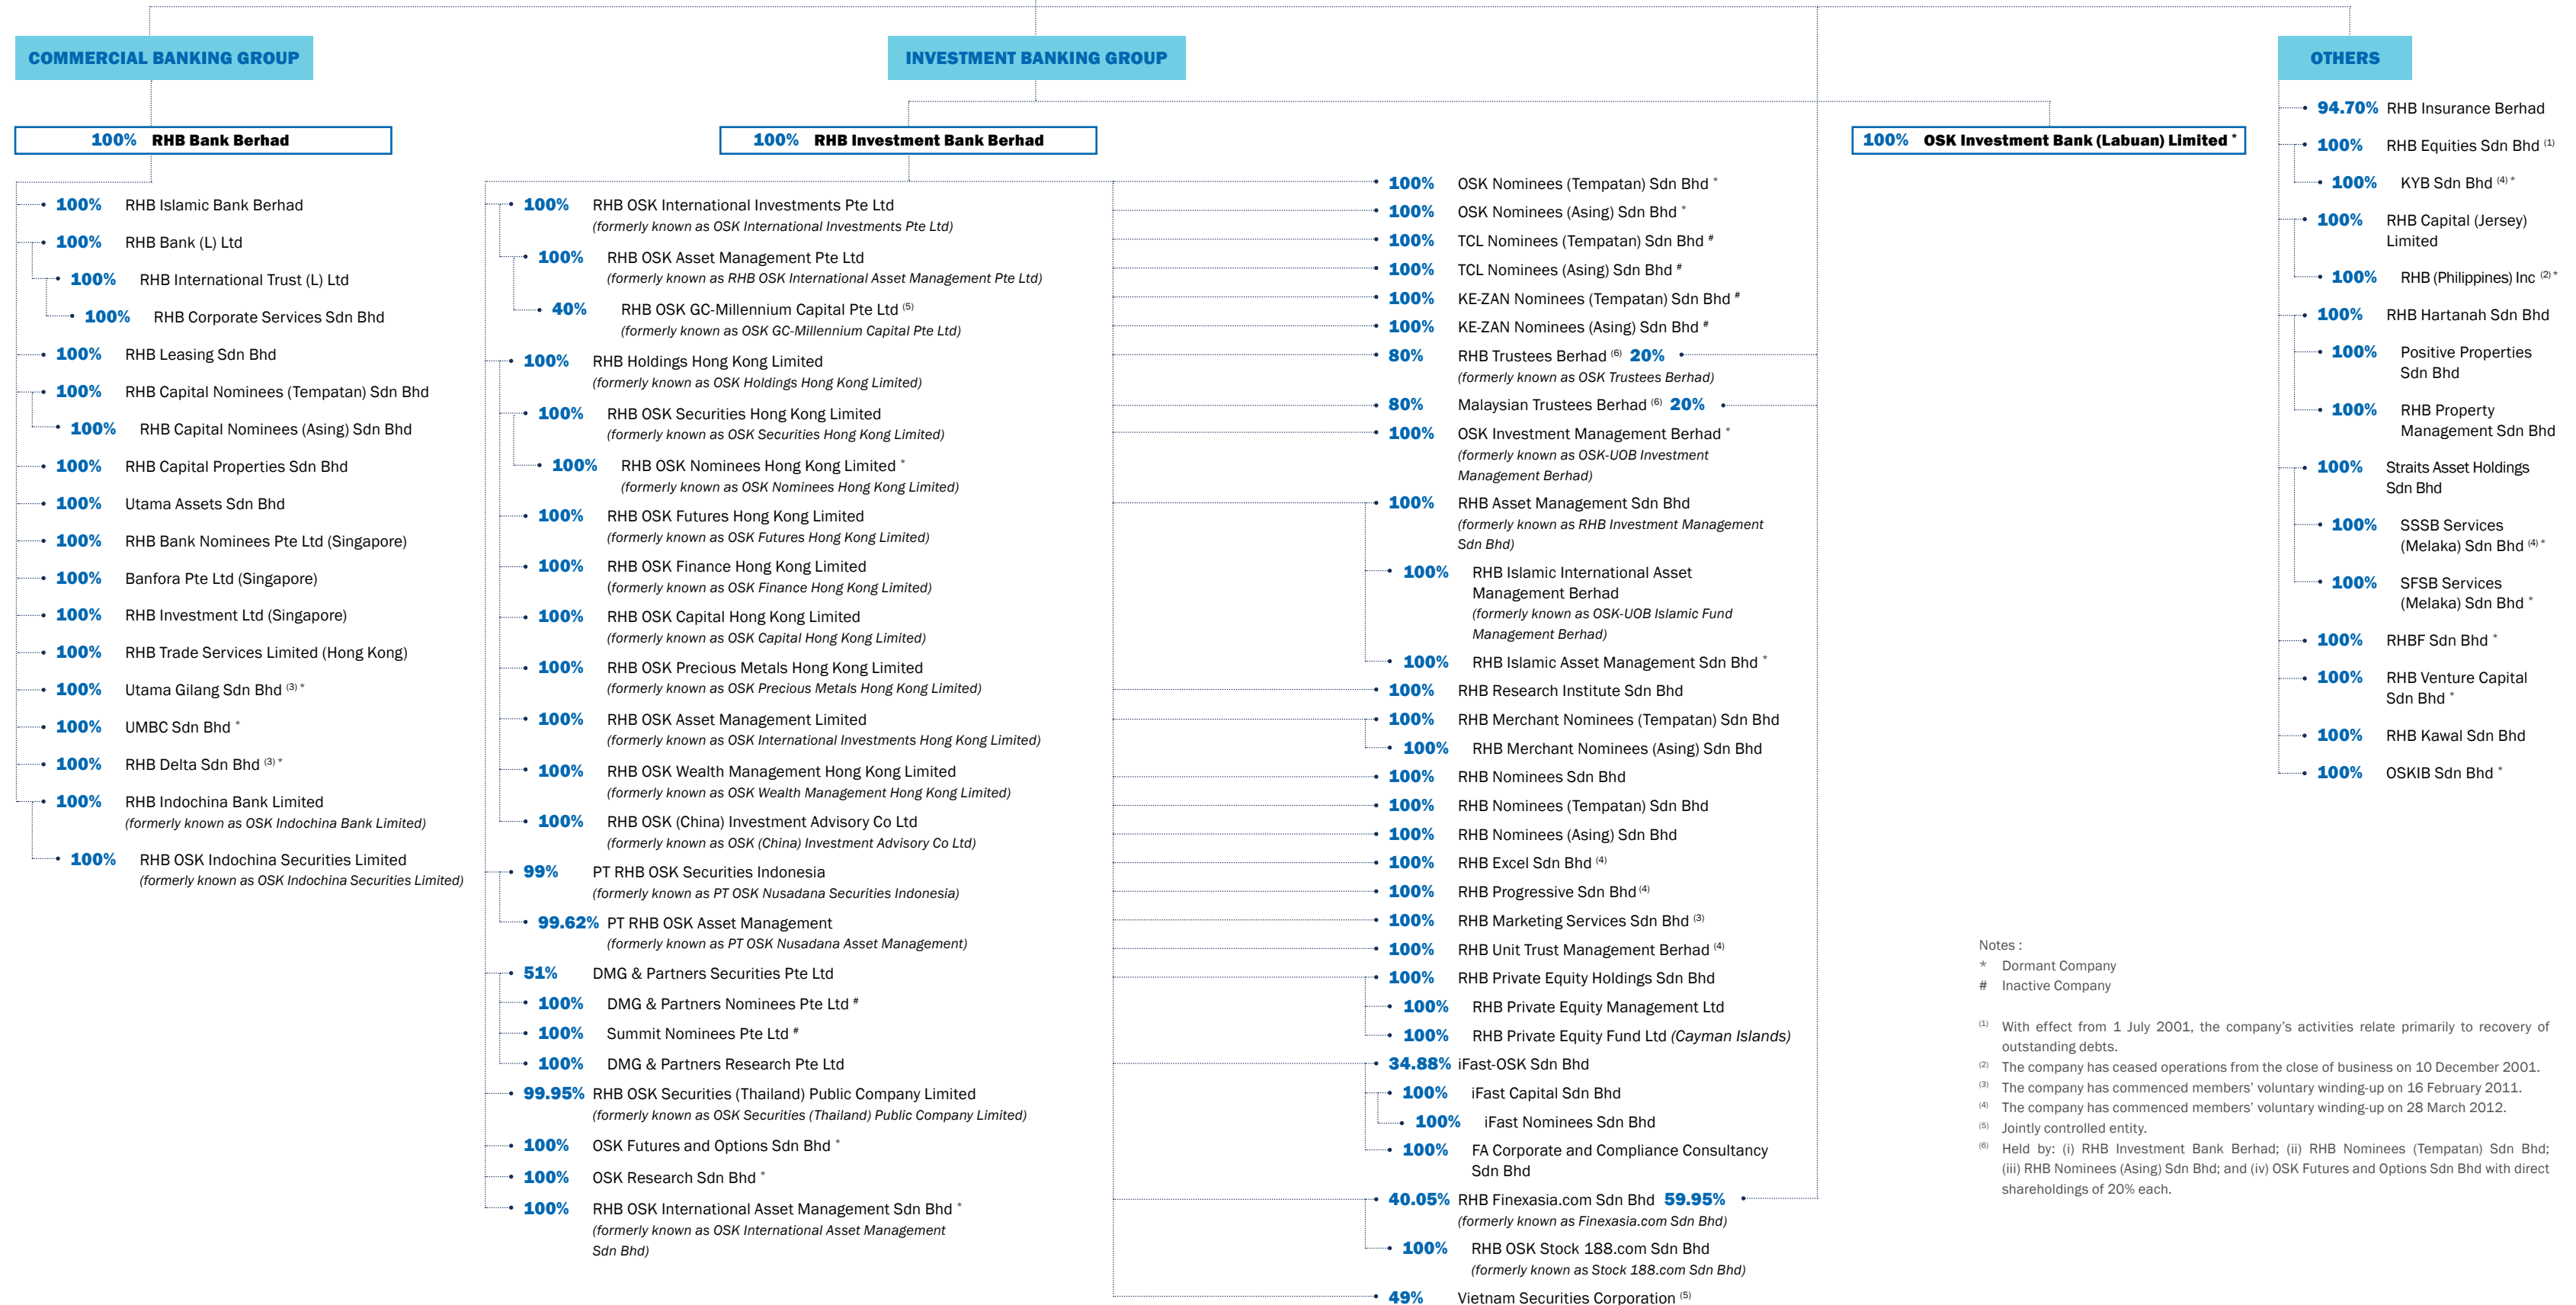 COMMERCIAL BANKING GROUP
100% RHB Bank Berhad
100% RHB Islamic Bank Berhad
100% RHB Bank (L) Ltd
100% RHB International Trust (L) Ltd
100% RHB Corporate Services Sdn Bhd
100% RHB Leasing Sdn Bhd
100% RHB Capital Nominees (Tempatan) Sdn Bhd
100% RHB Capital Nominees (Asing) Sdn Bhd
100% RHB Capital Properties Sdn Bhd
100% Utama Assets Sdn Bhd
100% RHB Bank Nominees Pte Ltd (Singapore)
100% Banfora Pte Ltd (Singapore)
100% RHB Investment Ltd (Singapore)
100% RHB Trade Services Limited (Hong Kong)
100% Utama Gilang Sdn Bhd (3) *
100% UMBC Sdn Bhd *
100% RHB Delta Sdn Bhd (3) *
100% RHB Indochina Bank Limited
(formerly known as OSK Indochina Bank Limited)
100% RHB OSK Indochina Securities Limited
(formerly known as OSK Indochina Securities Limited)
INVESTMENT BANKING GROUP
100% RHB Investment Bank Berhad
100% RHB OSK International Investments Pte Ltd
(formerly known as OSK International Investments Pte Ltd)
100% RHB OSK Asset Management Pte Ltd
(formerly known as RHB OSK International Asset Management Pte Ltd)
40% RHB OSK GC-Millennium Capital Pte Ltd (5)
(formerly known as OSK GC-Millennium Capital Pte Ltd)
100% RHB Holdings Hong Kong Limited
(formerly known as OSK Holdings Hong Kong Limited)
100% RHB OSK Securities Hong Kong Limited
(formerly known as OSK Securities Hong Kong Limited)
100% RHB OSK Nominees Hong Kong Limited *
(formerly known as OSK Nominees Hong Kong Limited)
100% RHB OSK Futures Hong Kong Limited
(formerly known as OSK Futures Hong Kong Limited)
100% RHB OSK Finance Hong Kong Limited
(formerly known as OSK Finance Hong Kong Limited)
100% RHB OSK Capital Hong Kong Limited
(formerly known as OSK Capital Hong Kong Limited)
100% RHB OSK Precious Metals Hong Kong Limited
(formerly known as OSK Precious Metals Hong Kong Limited)
100% RHB OSK Asset Management Limited
(formerly known as OSK International Investments Hong Kong Limited)
100% RHB OSK Wealth Management Hong Kong Limited
(formerly known as OSK Wealth Management Hong Kong Limited)
100% RHB OSK (China) Investment Advisory Co Ltd
(formerly known as OSK (China) Investment Advisory Co Ltd)
99% PT RHB OSK Securities Indonesia
(formerly known as PT OSK Nusadana Securities Indonesia)
99.62% PT RHB OSK Asset Management
(formerly known as PT OSK Nusadana Asset Management)
51% DMG & Partners Securities Pte Ltd
100% DMG & Partners Nominees Pte Ltd #
100% Summit Nominees Pte Ltd #
100% DMG & Partners Research Pte Ltd
99.95% RHB OSK Securities (Thailand) Public Company Limited
(formerly known as OSK Securities (Thailand) Public Company Limited)
100% OSK Futures and Options Sdn Bhd *
100% OSK Research Sdn Bhd *
100% RHB OSK International Asset Management Sdn Bhd *
(formerly known as OSK International Asset Management
Sdn Bhd)
100% OSK Nominees (Tempatan) Sdn Bhd *
100% OSK Nominees (Asing) Sdn Bhd *
100% TCL Nominees (Tempatan) Sdn Bhd #
100% TCL Nominees (Asing) Sdn Bhd #
100% KE-ZAN Nominees (Tempatan) Sdn Bhd #
100% KE-ZAN Nominees (Asing) Sdn Bhd #
80% RHB Trustees Berhad (6) 20%
(formerly known as OSK Trustees Berhad)
80% Malaysian Trustees Berhad (6) 20%
100% OSK Investment Management Berhad *
(formerly known as OSK-UOB Investment
Management Berhad)
100% RHB Asset Management Sdn Bhd
(formerly known as RHB Investment Management
Sdn Bhd)
100% RHB Islamic International Asset
Management Berhad
(formerly known as OSK-UOB Islamic Fund
Management Berhad)
100% RHB Islamic Asset Management Sdn Bhd *
100% RHB Research Institute Sdn Bhd
100% RHB Merchant Nominees (Tempatan) Sdn Bhd
100% RHB Merchant Nominees (Asing) Sdn Bhd
100% RHB Nominees Sdn Bhd
100% RHB Nominees (Tempatan) Sdn Bhd
100% RHB Nominees (Asing) Sdn Bhd
100% RHB Excel Sdn Bhd (4)
100% RHB Progressive Sdn Bhd (4)
100% RHB Marketing Services Sdn Bhd (3)
100% RHB Unit Trust Management Berhad (4)
100% RHB Private Equity Holdings Sdn Bhd
100% RHB Private Equity Management Ltd
100% RHB Private Equity Fund Ltd (Cayman Islands)
34.88% iFast-OSK Sdn Bhd
100% iFast Capital Sdn Bhd
100% iFast Nominees Sdn Bhd
100% FA Corporate and Compliance Consultancy
Sdn Bhd
40.05% RHB Finexasia.com Sdn Bhd 59.95%
(formerly known as Finexasia.com Sdn Bhd)
100% RHB OSK Stock 188.com Sdn Bhd
(formerly known as Stock 188.com Sdn Bhd)
49% Vietnam Securities Corporation (5)
100% OSK Investment Bank (Labuan) Limited *
OTHERS
94.70% RHB Insurance Berhad
100% RHB Equities Sdn Bhd (1)
100% KYB Sdn Bhd (4) *
100% RHB Capital (Jersey)
Limited
100% RHB (Philippines) Inc (2) *
100% RHB Hartanah Sdn Bhd
100% Positive Properties
Sdn Bhd
100% RHB Property
Management Sdn Bhd
100% Straits Asset Holdings
Sdn Bhd
100% SSSB Services
(Melaka) Sdn Bhd (4) *
100% SFSB Services
(Melaka) Sdn Bhd *
100% RHBF Sdn Bhd *
100% RHB Venture Capital
Sdn Bhd *
100% RHB Kawal Sdn Bhd
100% OSKIB Sdn Bhd *
Notes :
* Dormant Company
# Inactive Company
(1) With effect from 1 July 2001, the company's activities relate primarily to recovery of
outstanding debts.
(2) The company has ceased operations from the close of business on 10 December 2001.
(3) The company has commenced members' voluntary winding-up on 16 February 2011.
(4) The company has commenced members' voluntary winding-up on 28 March 2012.
(5) Jointly controlled entity.
(6) Held by: (i) RHB Investment Bank Berhad; (ii) RHB Nominees (Tempatan) Sdn Bhd;
(iii) RHB Nominees (Asing) Sdn Bhd; and (iv) OSK Futures and Options Sdn Bhd with direct
shareholdings of 20% each.